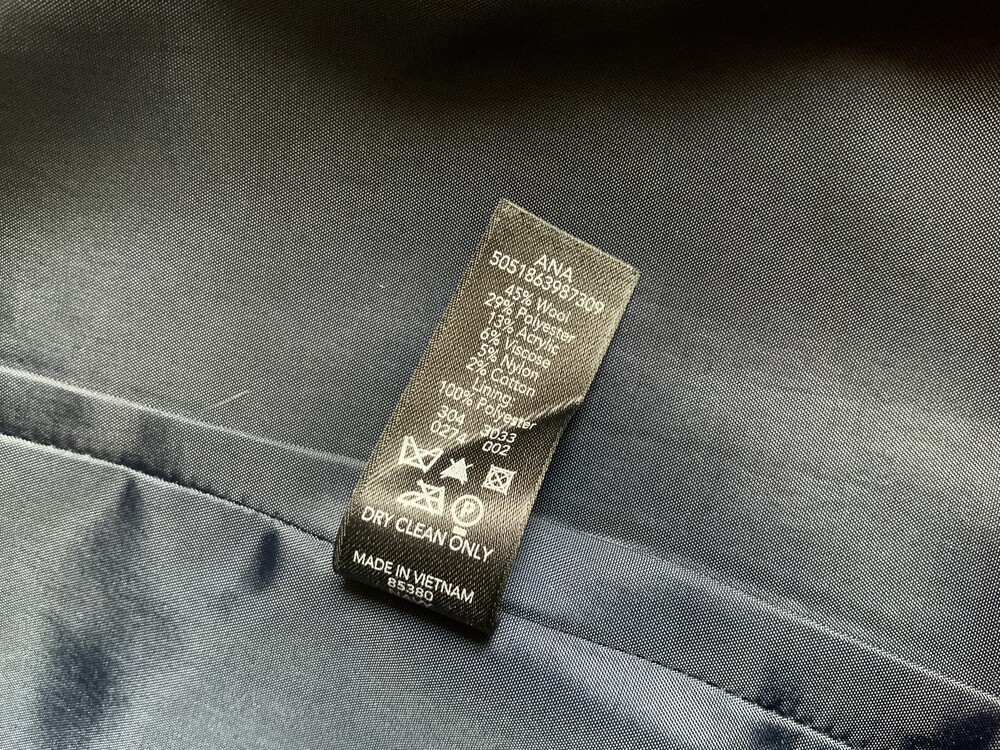 ANA
5051863987309
45% Wool
29% Polyester
13% Acrylic
6% Viscose
5% Nylon
2% Cotton
Lining:
100% Polyester
304 3033
0274 002
P
DRY CLEAN ONLY
MADE IN VIETNAM
85380